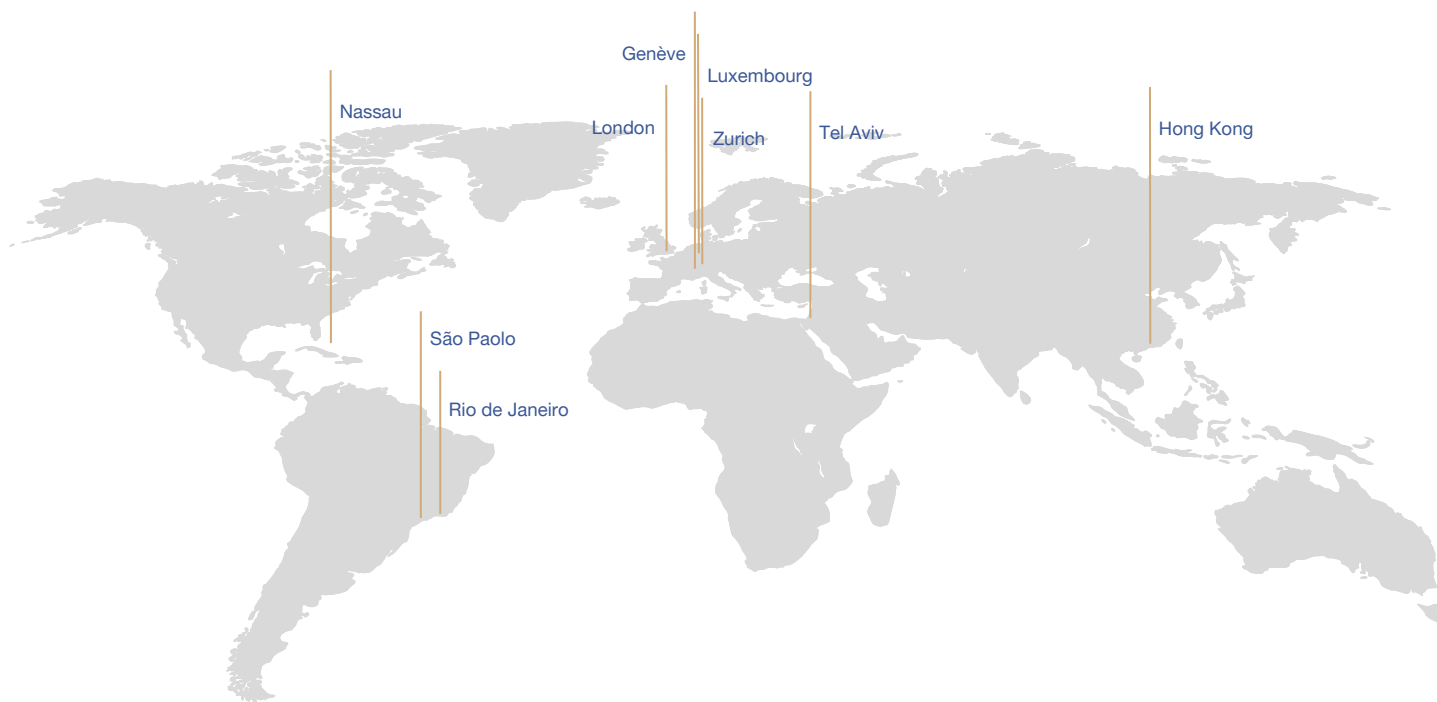 Genève
Luxembourg
Nassau
London
Zurich
Tel Aviv
Hong Kong
São Paolo
Rio de Janeiro